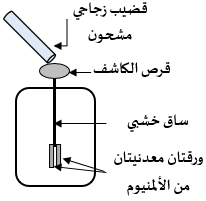 قضيب زجاجي
مشحون
قرص الكاشف
ساق خشبي
ورقتان معدنيتان
من الألمنيوم